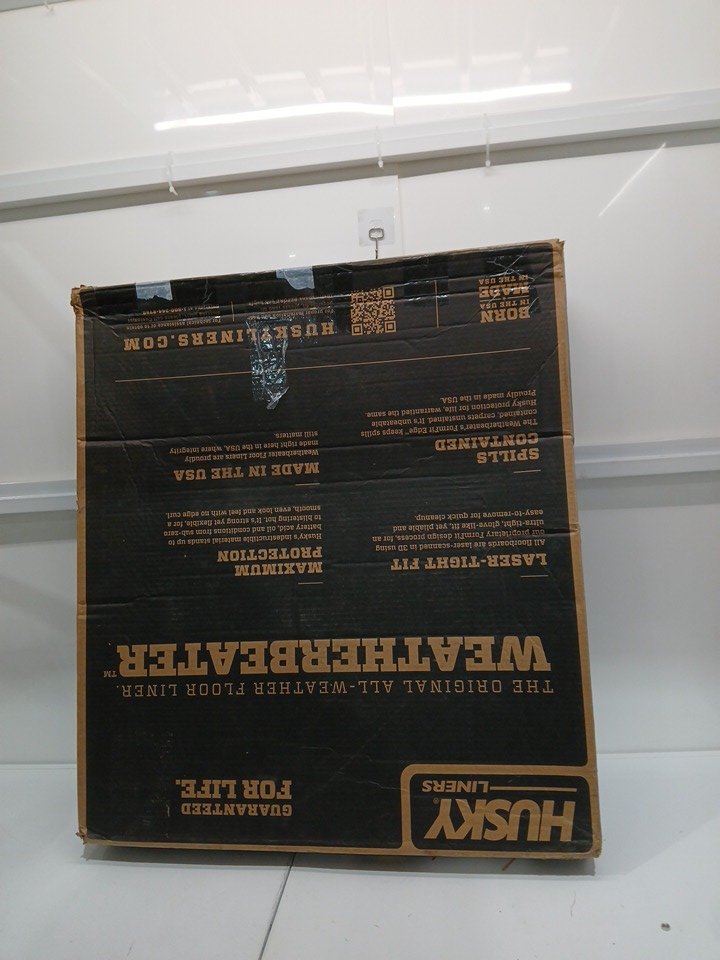 HUSKY®
LINERS
GUARANTEED
FOR LIFE.
THE ORIGINAL ALL-WEATHER FLOOR LINER.
WEATHERBEATER™
LASER-TIGHT FIT
All floorboards are laser-scanned in 3D using
our proprietary FormFit design process, for an
ultra tight, glove-like fit, yet pliable and
easy-to-remove for quick cleanup.
MAXIMUM
PROTECTION
Husky's indestructible material stands up to
battery acid, oil and conditions from sub-zero
to blistering hot. It's strong yet flexible, for a
smooth, even look and feel with no edge curl.
SPILLS
CONTAINED
The Weatherbeater's FormFit Edge™ keeps spills
contained, carpets unstained. It's unbeatable
Husky protection for life, warrantied the same.
Proudly made in the USA.
MADE IN THE USA
Weatherbeater Floor Liners are proudly
made right here in the USA, where integrity
still matters.
BORN
IN THE USA
MADE
IN THE USA
HUSKYLINERS.COM